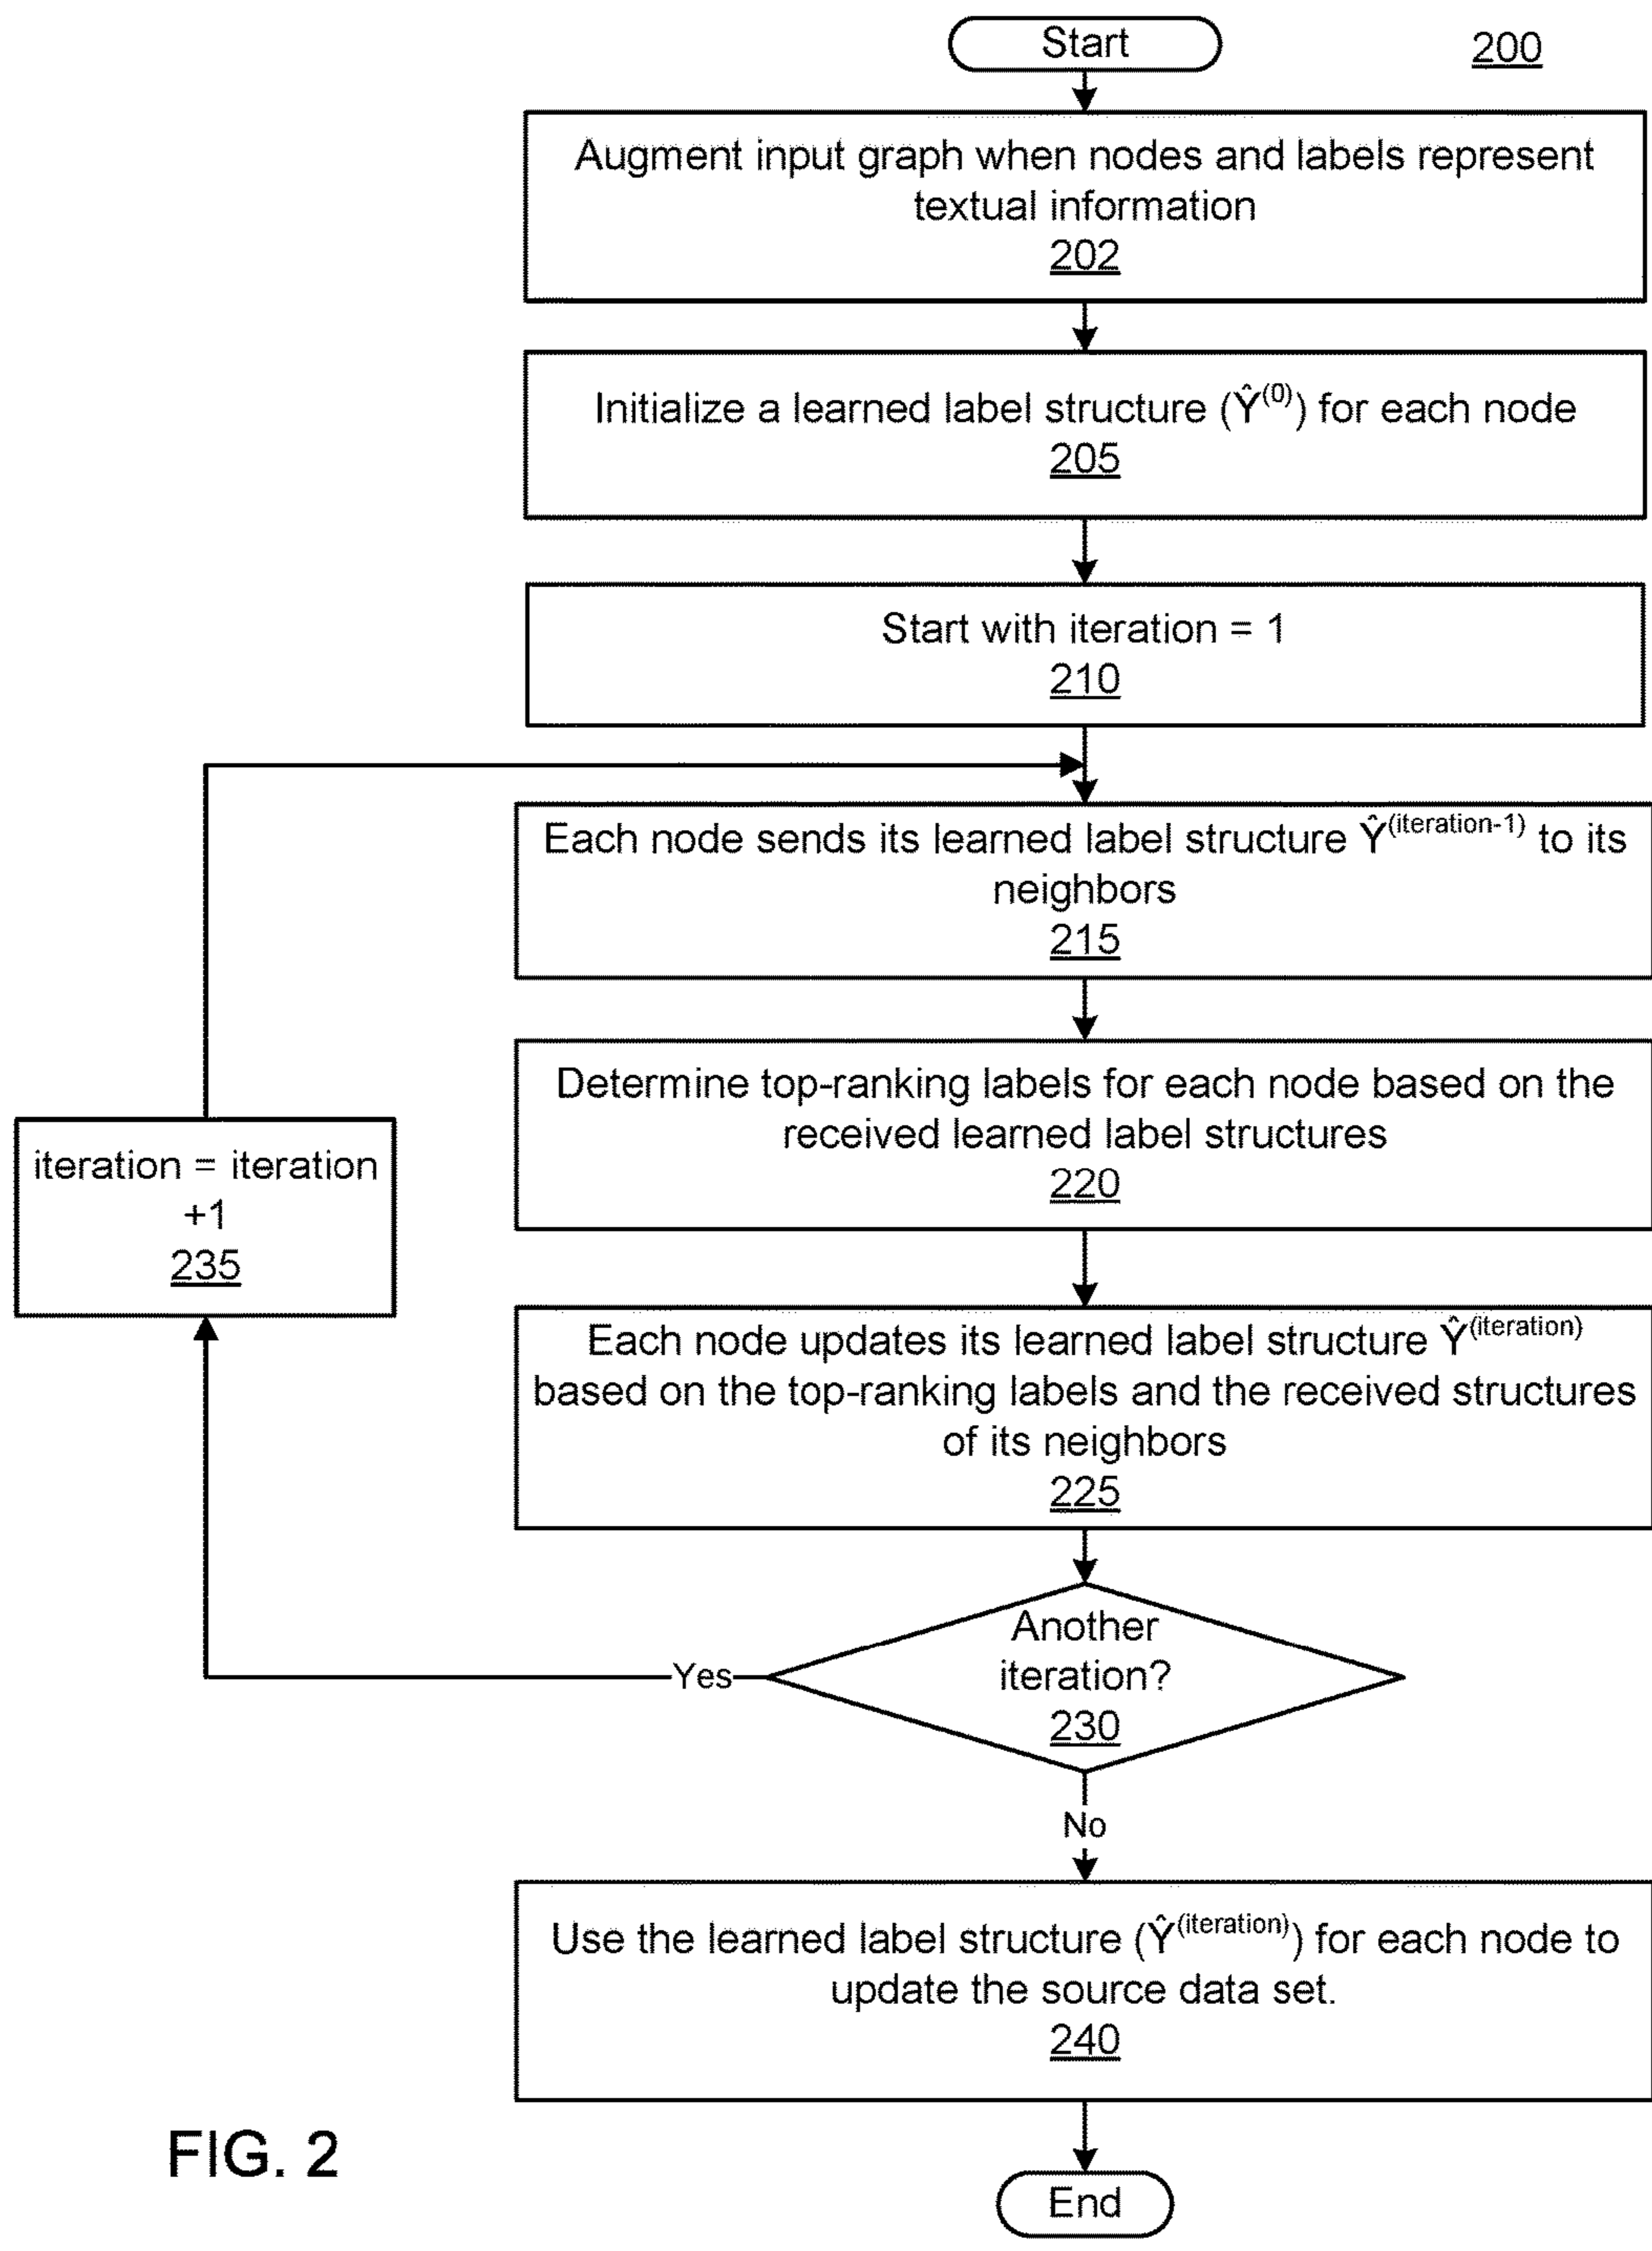 Start
200
Augment input graph when nodes and labels represent
textual information
202
Initialize a learned label structure (Ŷ⁽⁰⁾) for each node
205
Start with iteration = 1
210
Each node sends its learned label structure Ŷ^(iteration-1) to its
neighbors
215
Determine top-ranking labels for each node based on the
received learned label structures
220
iteration = iteration
+1
235
Each node updates its learned label structure Ŷ^(iteration)
based on the top-ranking labels and the received structures
of its neighbors
225
Another
iteration?
230
Yes
No
Use the learned label structure (Ŷ^(iteration)) for each node to
update the source data set.
240
FIG. 2
End